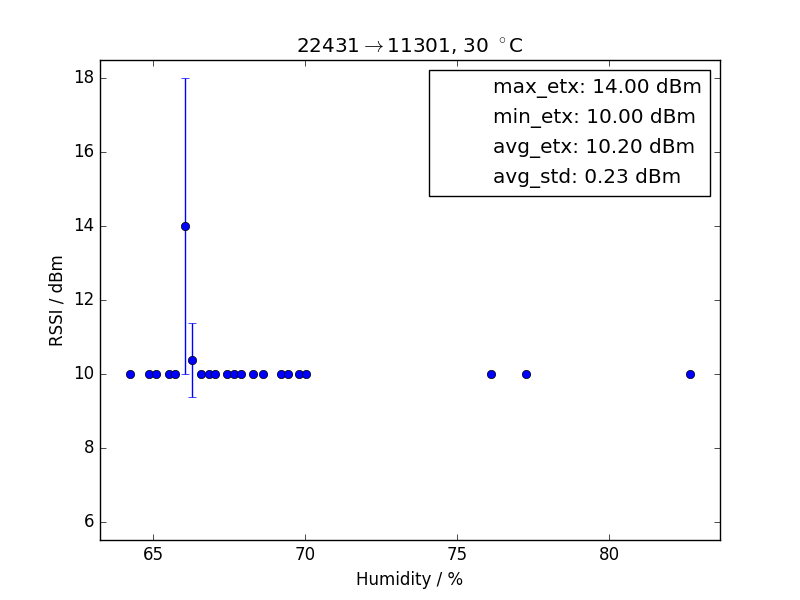 22431→11301, 30 °C
max_etx: 14.00 dBm
min_etx: 10.00 dBm
avg_etx: 10.20 dBm
avg_std: 0.23 dBm
RSSI / dBm
18
16
14
12
10
8
6
65 70 75 80
Humidity / %